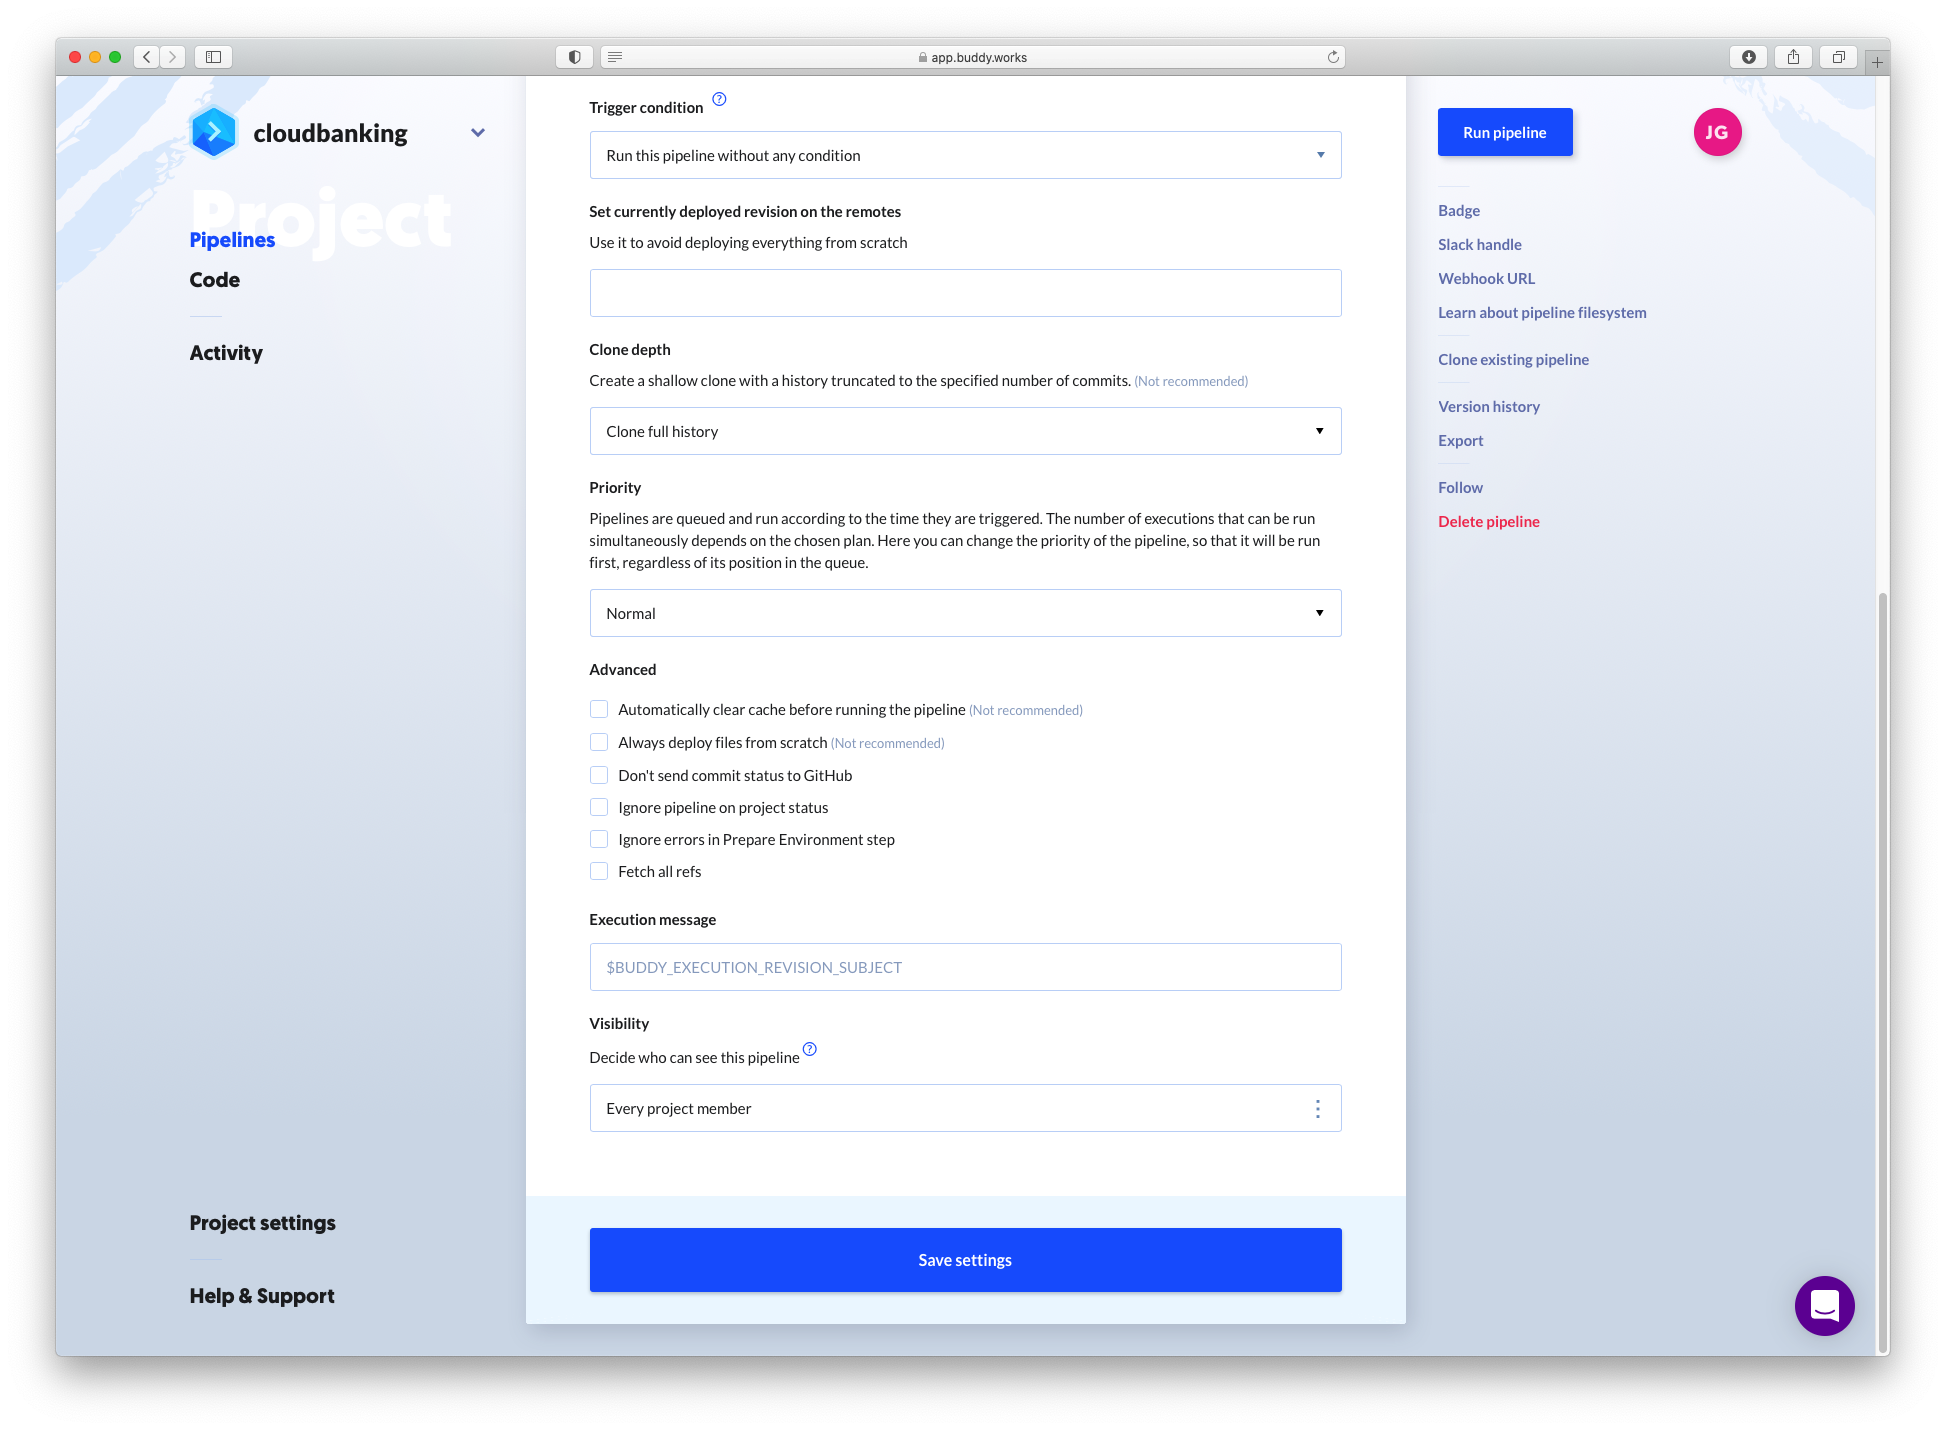 app.buddy.works
cloudbanking
Project
Pipelines
Code
Activity
Project settings
Help & Support
Trigger condition ?
Run this pipeline without any condition
Set currently deployed revision on the remotes
Use it to avoid deploying everything from scratch
Clone depth
Create a shallow clone with a history truncated to the specified number of commits. (Not recommended)
Clone full history
Priority
Pipelines are queued and run according to the time they are triggered. The number of executions that can be run
simultaneously depends on the chosen plan. Here you can change the priority of the pipeline, so that it will be run
first, regardless of its position in the queue.
Normal
Advanced
Automatically clear cache before running the pipeline (Not recommended)
Always deploy files from scratch (Not recommended)
Don't send commit status to GitHub
Ignore pipeline on project status
Ignore errors in Prepare Environment step
Fetch all refs
Execution message
$BUDDY_EXECUTION_REVISION_SUBJECT
Visibility
Decide who can see this pipeline ?
Every project member
Save settings
Run pipeline
JG
Badge
Slack handle
Webhook URL
Learn about pipeline filesystem
Clone existing pipeline
Version history
Export
Follow
Delete pipeline